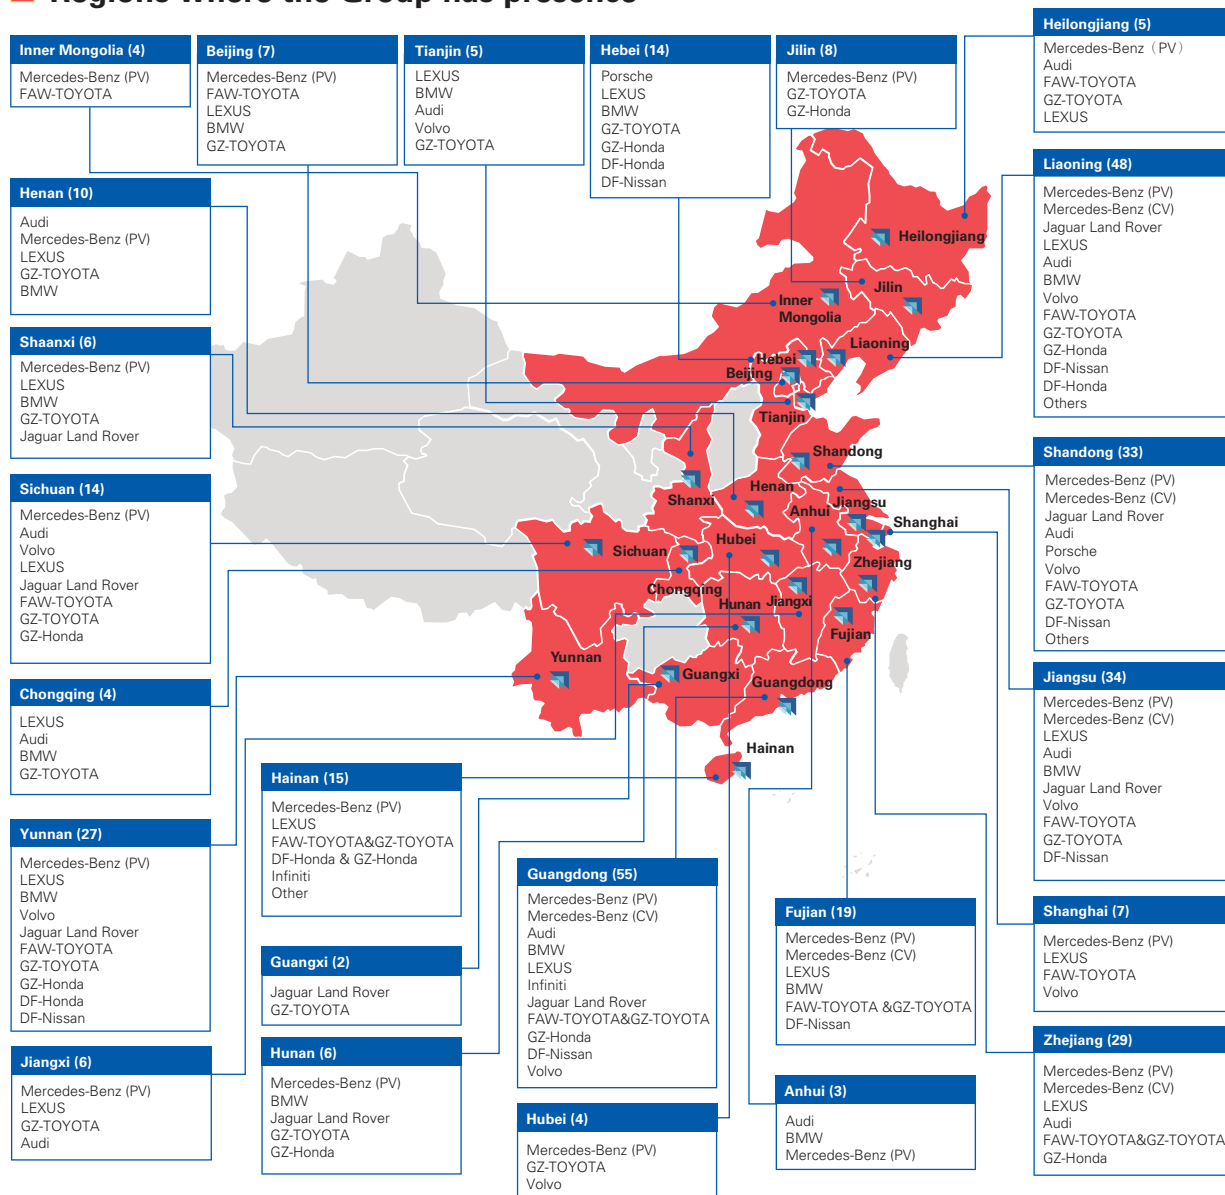 Regions where the Group has presence
Inner Mongolia (4)
Mercedes-Benz (PV)
FAW-TOYOTA
Beijing (7)
Mercedes-Benz (PV)
FAW-TOYOTA
LEXUS
BMW
GZ-TOYOTA
Tianjin (5)
LEXUS
BMW
Audi
Volvo
GZ-TOYOTA
Hebei (14)
Porsche
LEXUS
BMW
GZ-TOYOTA
GZ-Honda
DF-Honda
DF-Nissan
Jilin (8)
Mercedes-Benz (PV)
GZ-TOYOTA
GZ-Honda
Heilongjiang (5)
Mercedes-Benz（PV）
Audi
FAW-TOYOTA
GZ-TOYOTA
LEXUS
Henan (10)
Audi
Mercedes-Benz (PV)
LEXUS
GZ-TOYOTA
BMW
Shaanxi (6)
Mercedes-Benz (PV)
LEXUS
BMW
GZ-TOYOTA
Jaguar Land Rover
Sichuan (14)
Mercedes-Benz (PV)
Audi
Volvo
LEXUS
Jaguar Land Rover
FAW-TOYOTA
GZ-TOYOTA
GZ-Honda
Chongqing (4)
LEXUS
Audi
BMW
GZ-TOYOTA
Yunnan (27)
Mercedes-Benz (PV)
LEXUS
BMW
Volvo
Jaguar Land Rover
FAW-TOYOTA
GZ-TOYOTA
GZ-Honda
DF-Honda
DF-Nissan
Jiangxi (6)
Mercedes-Benz (PV)
LEXUS
GZ-TOYOTA
Audi
Heilongjiang
Jilin
Inner
Mongolia
Liaoning
Hebei
Beijing
Tianjin
Shandong
Shanxi
Henan
Jiangsu
Anhui
Shanghai
Sichuan
Hubei
Zhejiang
Chongqing
Hunan
Jiangxi
Fujian
Yunnan
Guangxi
Guangdong
Hainan
Hainan (15)
Mercedes-Benz (PV)
LEXUS
FAW-TOYOTA&GZ-TOYOTA
DF-Honda & GZ-Honda
Infiniti
Other
Guangxi (2)
Jaguar Land Rover
GZ-TOYOTA
Hunan (6)
Mercedes-Benz (PV)
BMW
Jaguar Land Rover
GZ-TOYOTA
GZ-Honda
Guangdong (55)
Mercedes-Benz (PV)
Mercedes-Benz (CV)
Audi
BMW
LEXUS
Infiniti
Jaguar Land Rover
FAW-TOYOTA&GZ-TOYOTA
GZ-Honda
DF-Nissan
Volvo
Hubei (4)
Mercedes-Benz (PV)
GZ-TOYOTA
Volvo
Fujian (19)
Mercedes-Benz (PV)
Mercedes-Benz (CV)
LEXUS
BMW
FAW-TOYOTA &GZ-TOYOTA
DF-Nissan
Anhui (3)
Audi
BMW
Mercedes-Benz (PV)
Liaoning (48)
Mercedes-Benz (PV)
Mercedes-Benz (CV)
Jaguar Land Rover
LEXUS
Audi
BMW
Volvo
FAW-TOYOTA
GZ-TOYOTA
GZ-Honda
DF-Nissan
DF-Honda
Others
Shandong (33)
Mercedes-Benz (PV)
Mercedes-Benz (CV)
Jaguar Land Rover
Audi
Porsche
Volvo
FAW-TOYOTA
GZ-TOYOTA
DF-Nissan
Others
Jiangsu (34)
Mercedes-Benz (PV)
Mercedes-Benz (CV)
LEXUS
Audi
BMW
Jaguar Land Rover
Volvo
FAW-TOYOTA
GZ-TOYOTA
DF-Nissan
Shanghai (7)
Mercedes-Benz (PV)
LEXUS
FAW-TOYOTA
Volvo
Zhejiang (29)
Mercedes-Benz (PV)
Mercedes-Benz (CV)
LEXUS
Audi
FAW-TOYOTA&GZ-TOYOTA
GZ-Honda